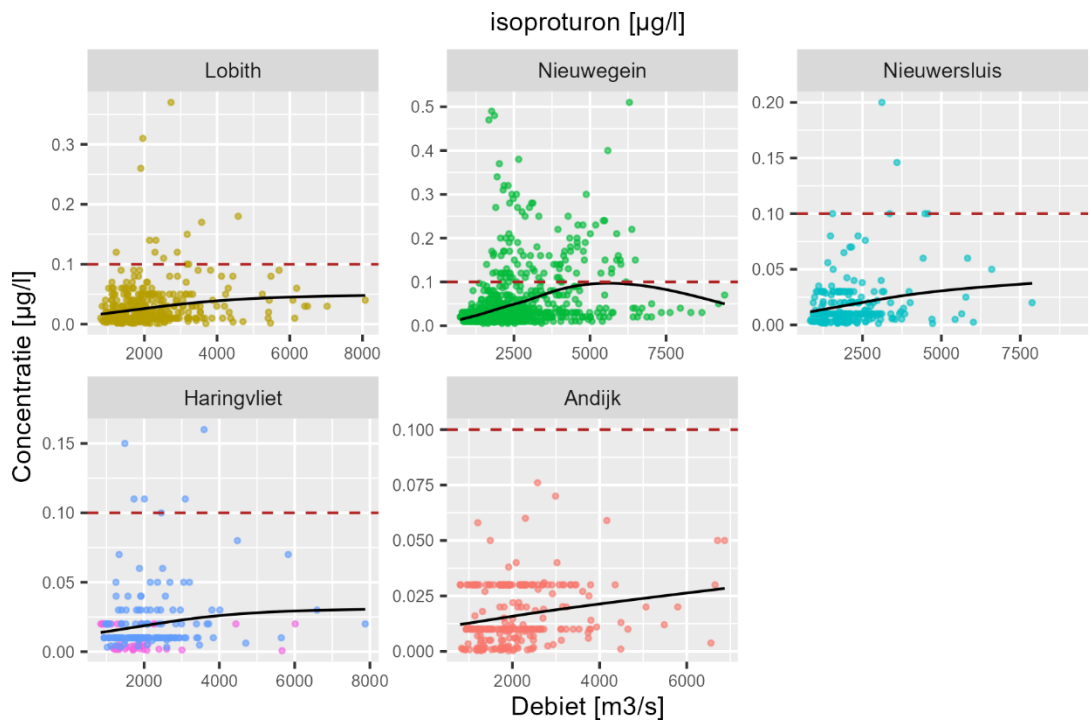 isoproturon [µg/l]
Lobith
Nieuwegein
Nieuwersluis
0.3
0.2
0.1
0.0
2000 4000 6000 8000
0.5
0.4
0.3
0.2
0.1
0.0
2500 5000 7500
0.20
0.15
0.10
0.05
0.00
2500 5000 7500
Concentratie [µg/l]
Haringvliet
Andijk
0.15
0.10
0.05
0.00
2000 4000 6000 8000
0.100
0.075
0.050
0.025
0.000
2000 4000 6000
Debiet [m3/s]